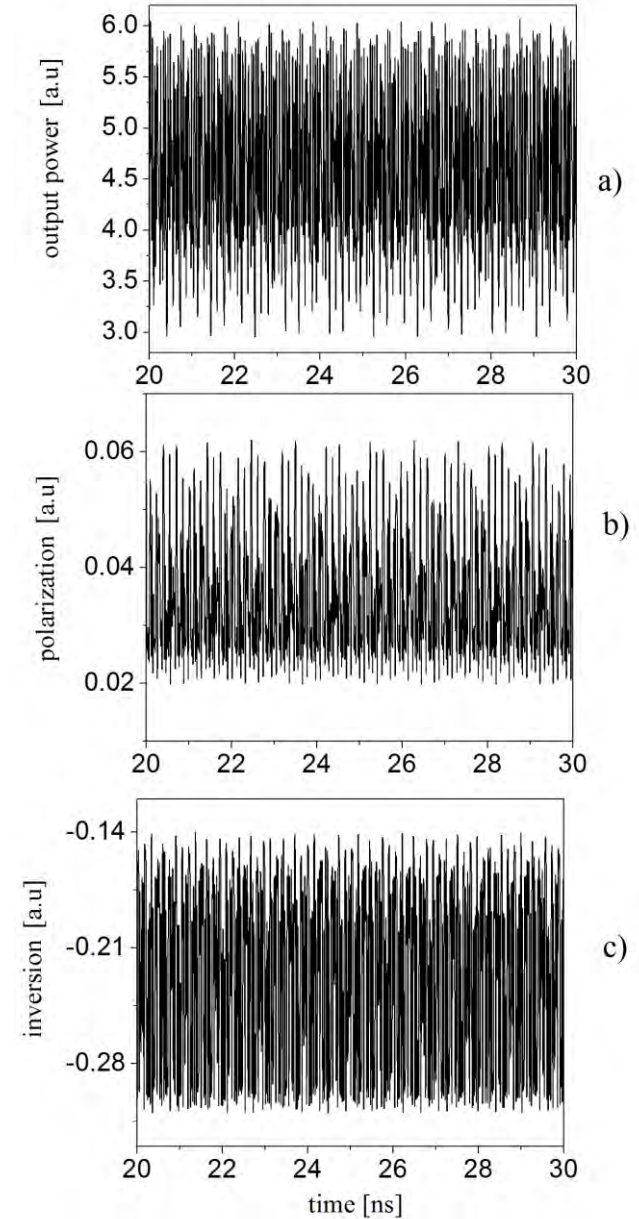 6.0
5.5
5.0
4.5
4.0
3.5
3.0
output power [a.u]
a)
20 22 24 26 28 30
0.06
0.04
0.02
polarization [a.u]
b)
20 22 24 26 28 30
-0.14
-0.21
-0.28
inversion [a.u]
c)
20 22 24 26 28 30
time [ns]